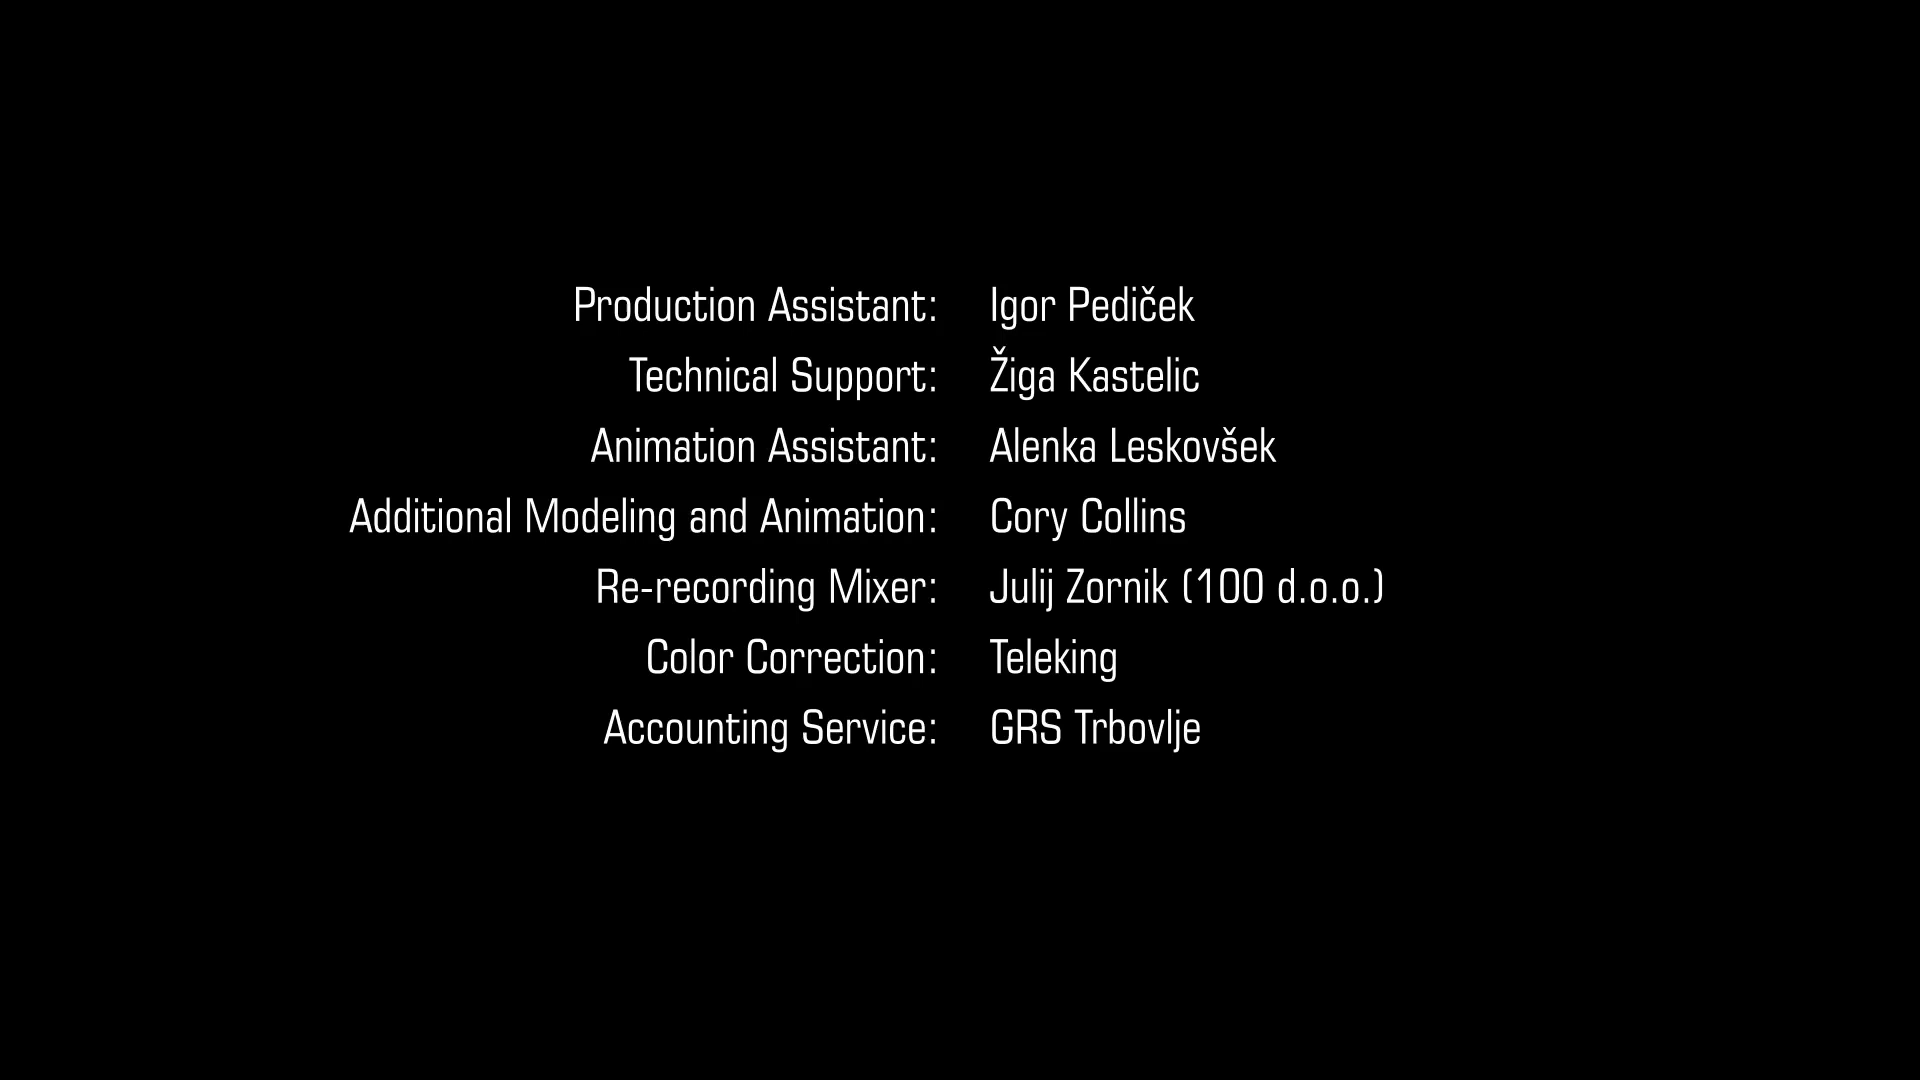 Production Assistant: Igor Pediček
Technical Support: Žiga Kastelic
Animation Assistant: Alenka Leskovšek
Additional Modeling and Animation: Cory Collins
Re-recording Mixer: Julij Zornik (100 d.o.o.)
Color Correction: Teleking
Accounting Service: GRS Trbovlje